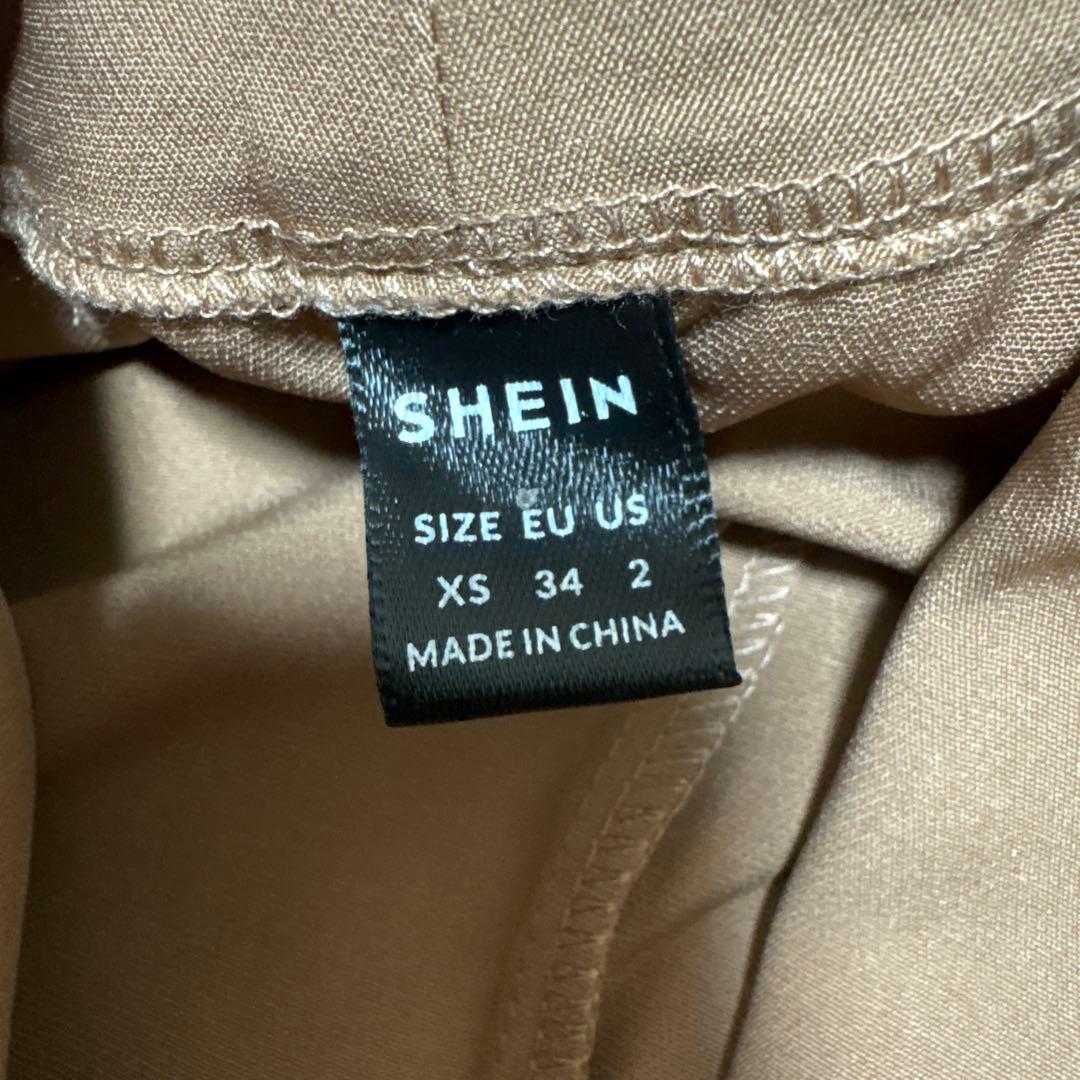 SHEIN
SIZE EU US
XS 34 2
MADE IN CHINA